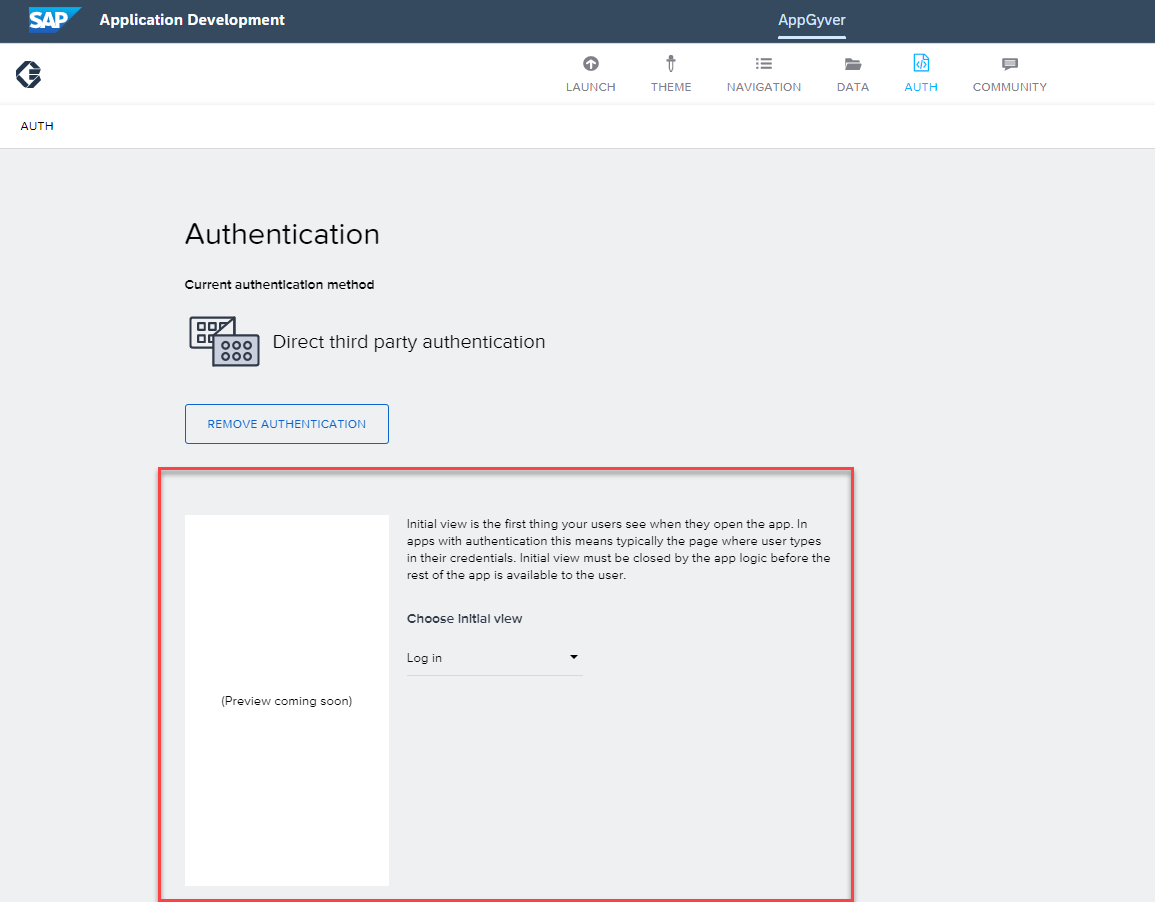 SAP Application Development AppGyver
LAUNCH THEME NAVIGATION DATA AUTH COMMUNITY
AUTH
Authentication
Current authentication method
Direct third party authentication
REMOVE AUTHENTICATION
Initial view is the first thing your users see when they open the app. In
apps with authentication this means typically the page where user types
in their credentials. Initial view must be closed by the app logic before the
rest of the app is available to the user.
Choose initial view
Log in
(Preview coming soon)